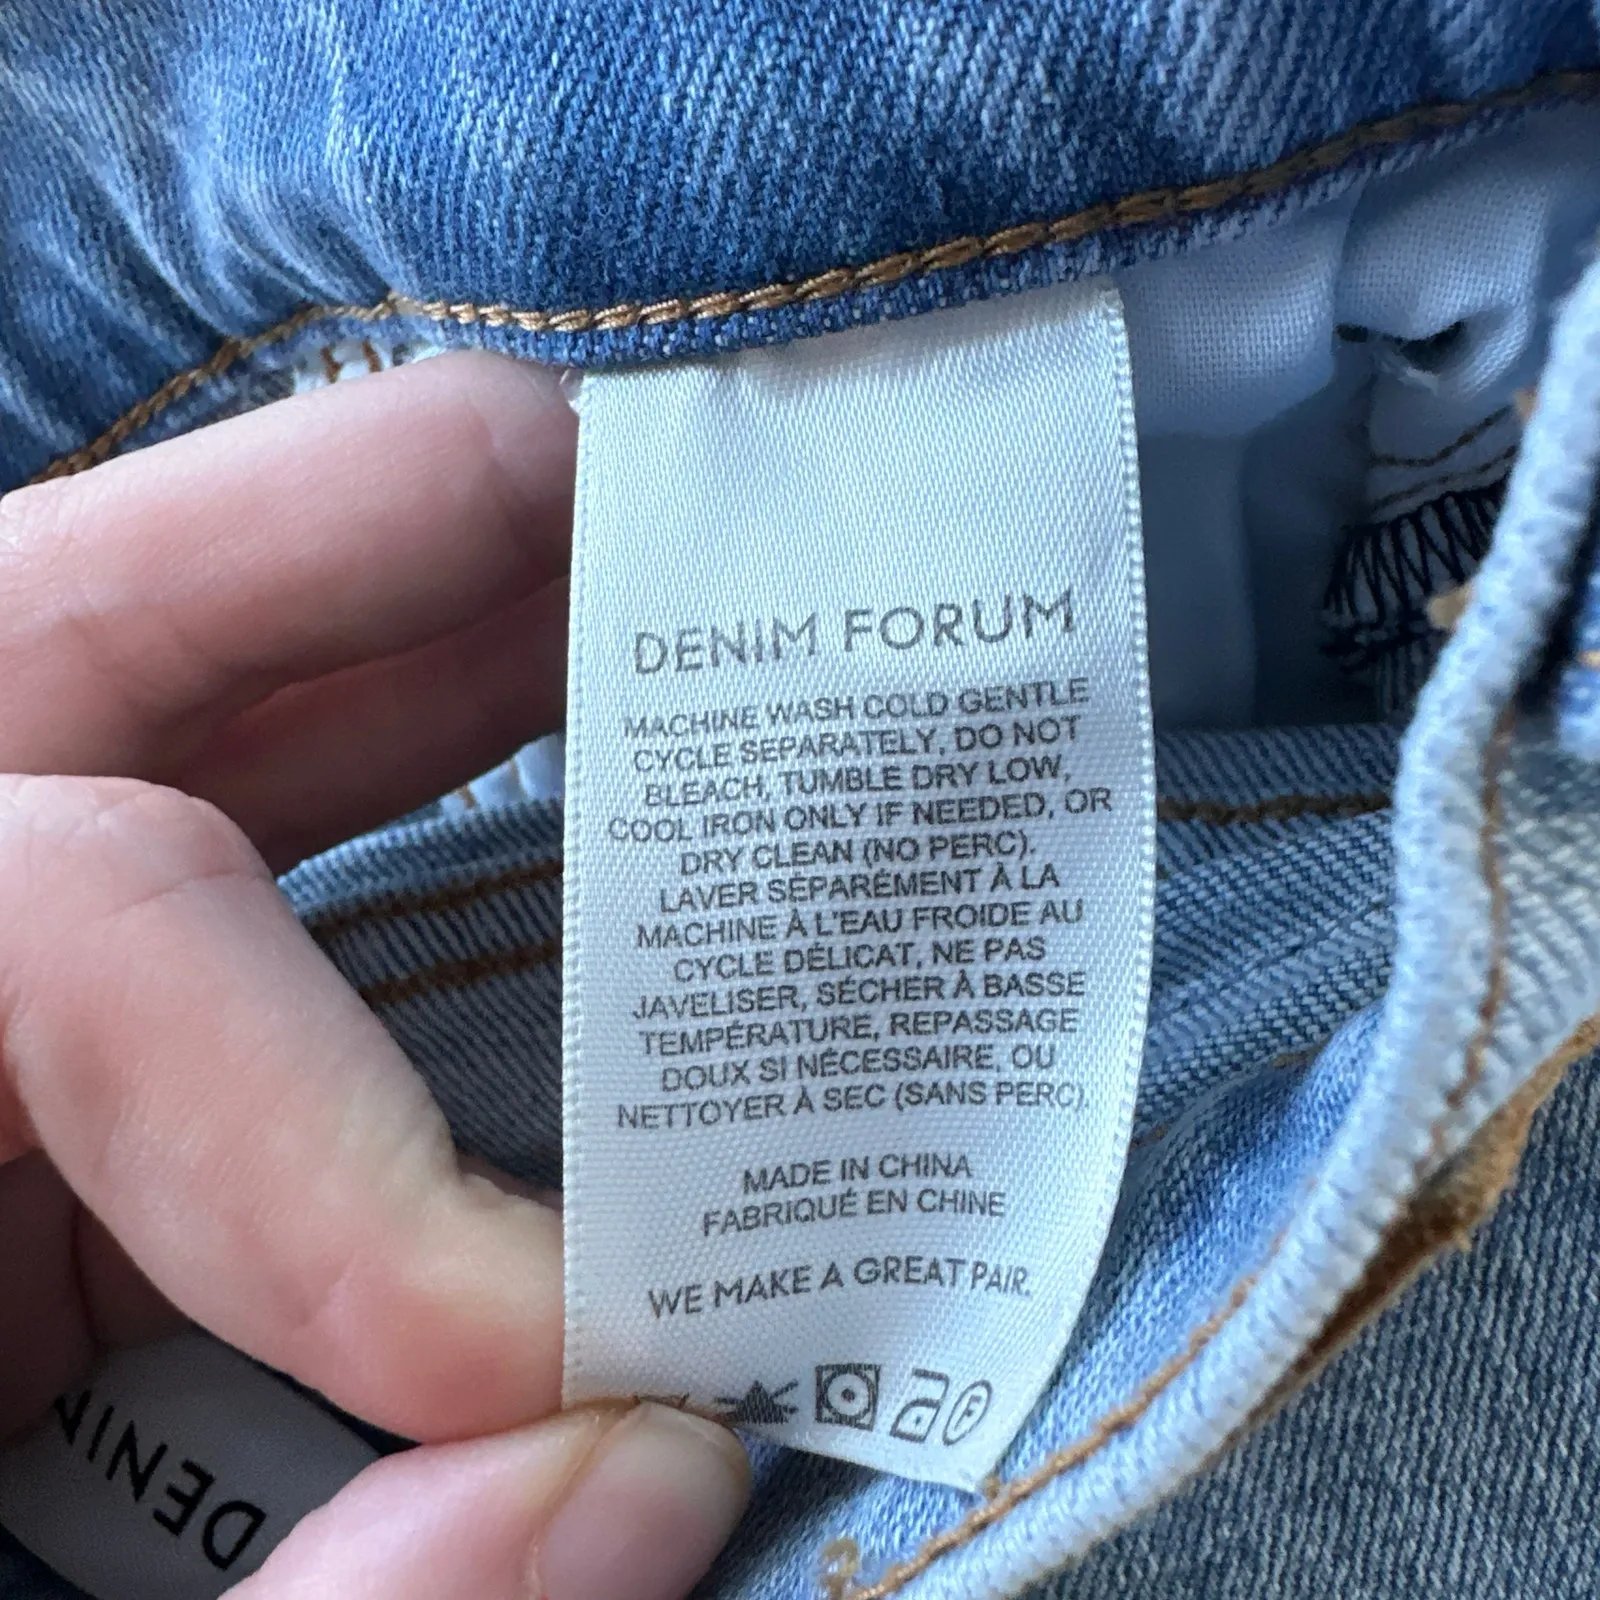 DENIM FORUM
MACHINE WASH COLD GENTLE
CYCLE SEPARATELY, DO NOT
BLEACH, TUMBLE DRY LOW,
COOL IRON ONLY IF NEEDED, OR
DRY CLEAN (NO PERC).
LAVER SÉPARÉMENT À LA
MACHINE À L'EAU FROIDE AU
CYCLE DÉLICAT, NE PAS
JAVELISER, SÉCHER À BASSE
TEMPÉRATURE, REPASSAGE
DOUX SI NÉCESSAIRE, OU
NETTOYER À SEC (SANS PERC).
MADE IN CHINA
FABRIQUÉ EN CHINE
WE MAKE A GREAT PAIR.
F
DENIM